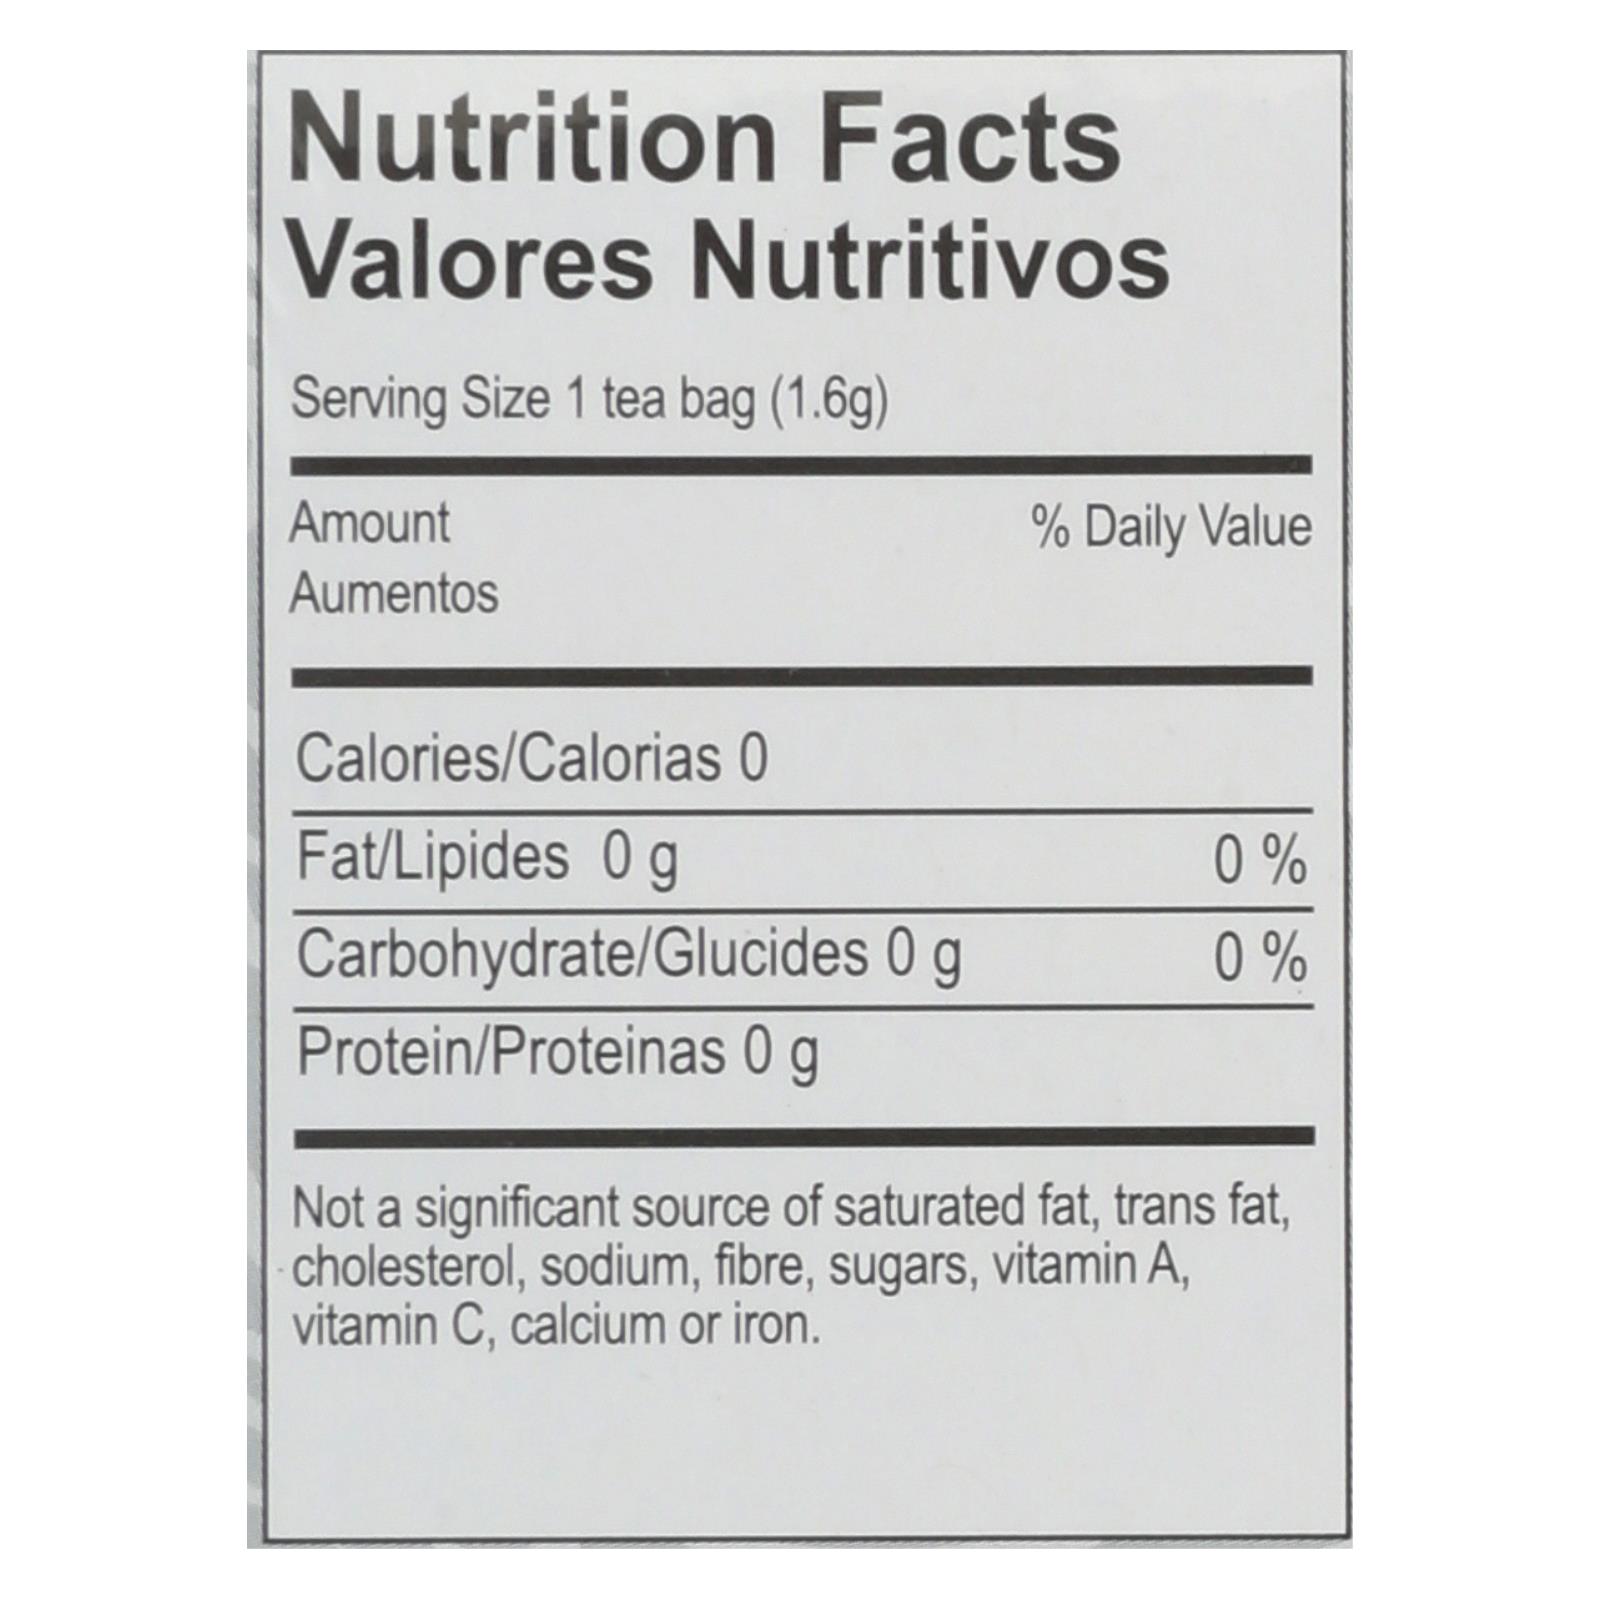 Nutrition Facts
Valores Nutritivos
Serving Size 1 tea bag (1.6g)
Amount % Daily Value
Aumentos
Calories/Calorias 0
Fat/Lipides 0 g 0 %
Carbohydrate/Glucides 0 g 0 %
Protein/Proteinas 0 g
Not a significant source of saturated fat, trans fat,
cholesterol, sodium, fibre, sugars, vitamin A,
vitamin C, calcium or iron.